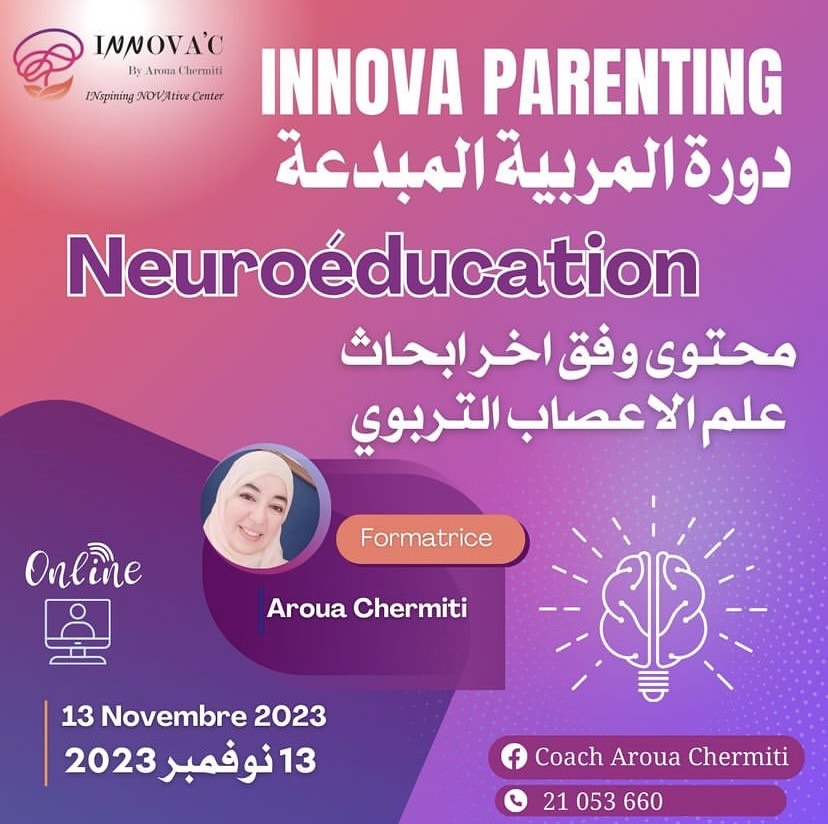 INNOVA'C
By Aroua Chermiti
INspining NOVAtive Center
INNOVA PARENTING
دورة المربية المبدعة
Neuroéducation
محتوى وفق اخر ابحاث
علم الاعصاب التربوي
Formatrice
Aroua Chermiti
Online
13 Novembre 2023
13 نوفمبر 2023
Coach Aroua Chermiti
21 053 660